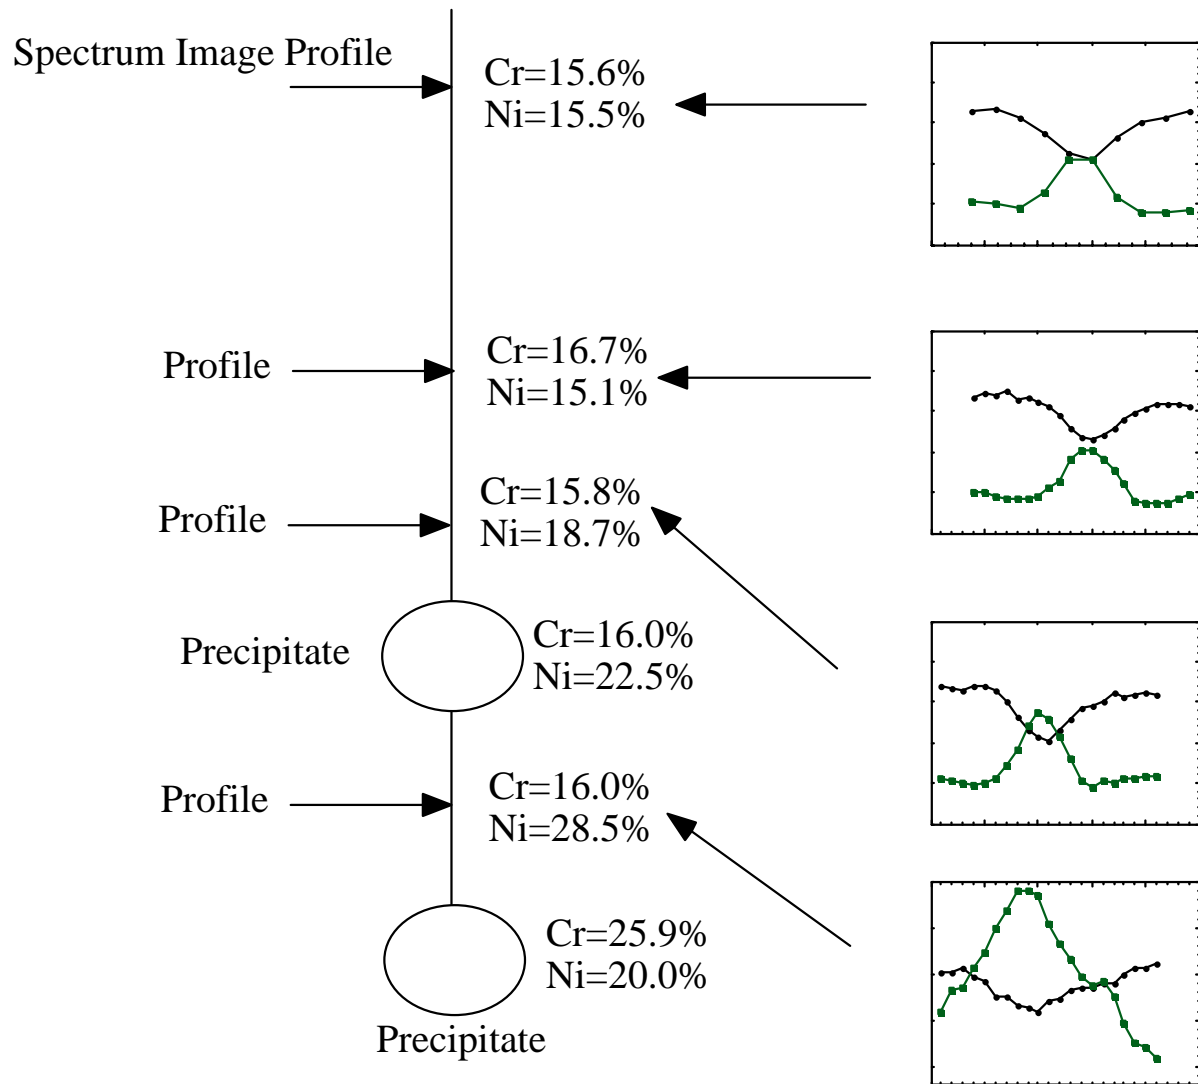 Spectrum Image Profile
Cr=15.6%
Ni=15.5%
Profile
Cr=16.7%
Ni=15.1%
Profile
Cr=15.8%
Ni=18.7%
Precipitate
Cr=16.0%
Ni=22.5%
Profile
Cr=16.0%
Ni=28.5%
Cr=25.9%
Ni=20.0%
Precipitate